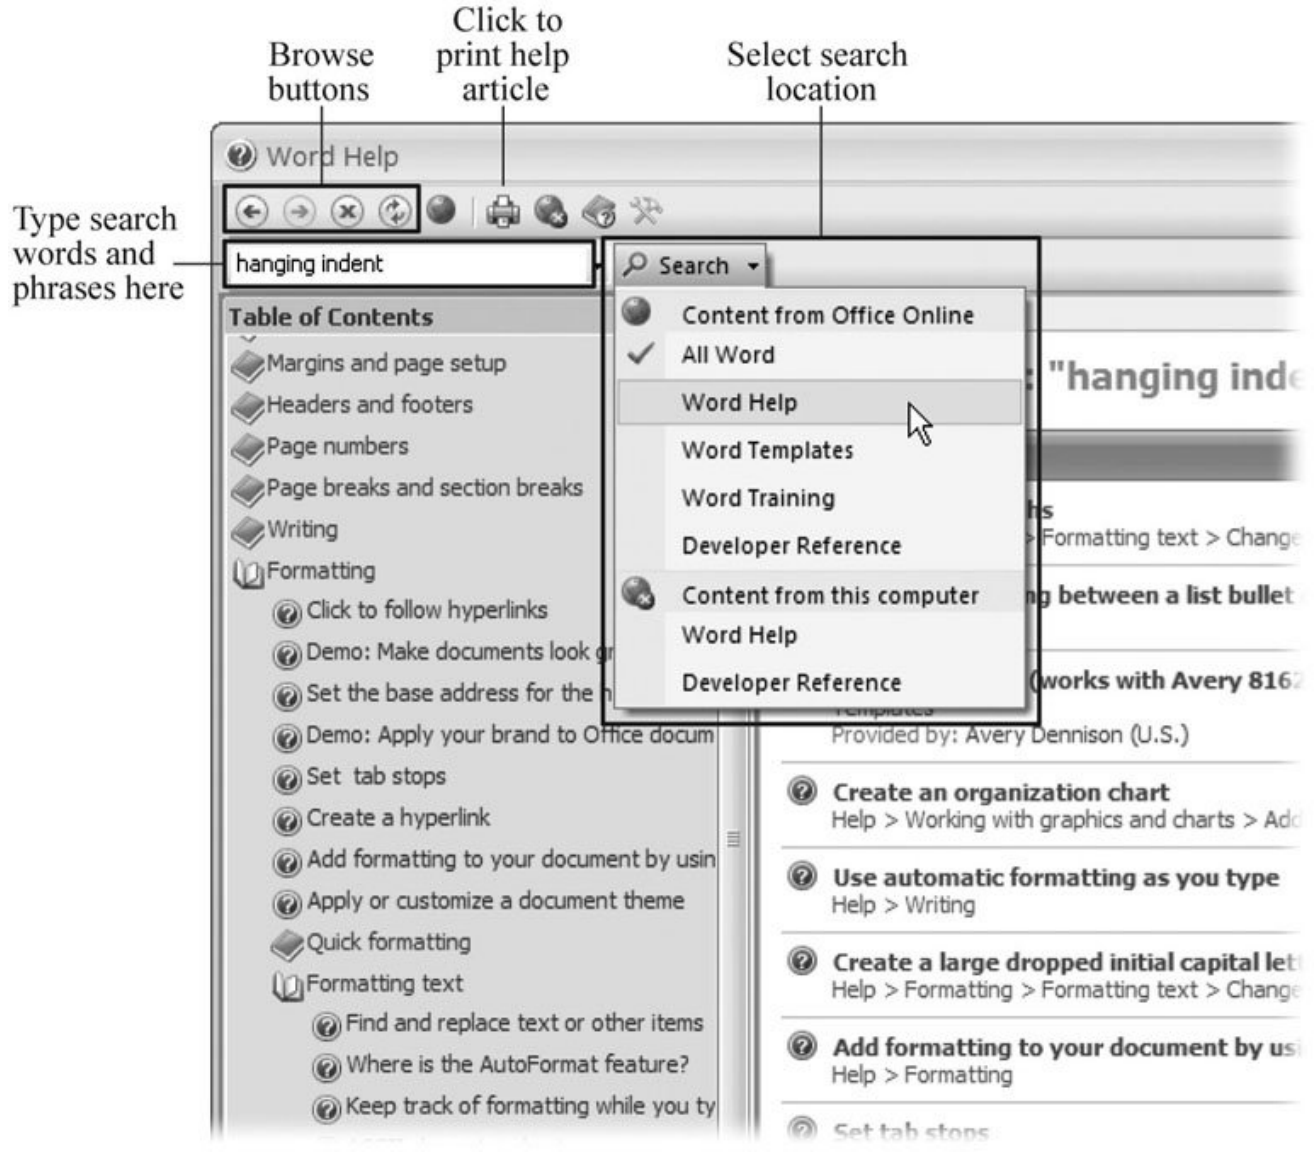 Click to
print help
article
Browse
buttons
Select search
location
Word Help
Type search
words and
phrases here
hanging indent
Search
Content from Office Online
All Word
Word Help
Word Templates
Word Training
Developer Reference
Content from this computer
Word Help
Developer Reference
Table of Contents
Margins and page setup
Headers and footers
Page numbers
Page breaks and section breaks
Writing
Formatting
Click to follow hyperlinks
Demo: Make documents look gr
Set the base address for the h
Demo: Apply your brand to Office docum
Set tab stops
Create a hyperlink
Add formatting to your document by usin
Apply or customize a document theme
Quick formatting
Formatting text
Find and replace text or other items
Where is the AutoFormat feature?
Keep track of formatting while you ty
: "hanging inde
hs
> Formatting text > Change
ng between a list bullet
(works with Avery 8162
Templates
Provided by: Avery Dennison (U.S.)
Create an organization chart
Help > Working with graphics and charts > Add
Use automatic formatting as you type
Help > Writing
Create a large dropped initial capital lett
Help > Formatting > Formatting text > Change
Add formatting to your document by usi
Help > Formatting
Set tab stops